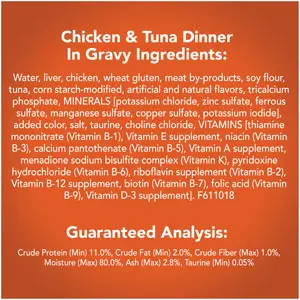 Chicken & Tuna Dinner
In Gravy Ingredients:
Water, liver, chicken, wheat gluten, meat by-products, soy flour,
tuna, corn starch-modified, artificial and natural flavors, tricalcium
phosphate, MINERALS [potassium chloride, zinc sulfate, ferrous
sulfate, manganese sulfate, copper sulfate, potassium iodide],
added color, salt, taurine, choline chloride, VITAMINS [thiamine
mononitrate (Vitamin B-1), Vitamin E supplement, niacin (Vitamin
B-3), calcium pantothenate (Vitamin B-5), Vitamin A supplement,
menadione sodium bisulfite complex (Vitamin K), pyridoxine
hydrochloride (Vitamin B-6), riboflavin supplement (Vitamin B-2),
Vitamin B-12 supplement, biotin (Vitamin B-7), folic acid (Vitamin
B-9), Vitamin D-3 supplement]. F611018
Guaranteed Analysis:
Crude Protein (Min) 11.0%, Crude Fat (Min) 2.0%, Crude Fiber (Max) 1.0%,
Moisture (Max) 80.0%, Ash (Max) 2.8%, Taurine (Min) 0.05%